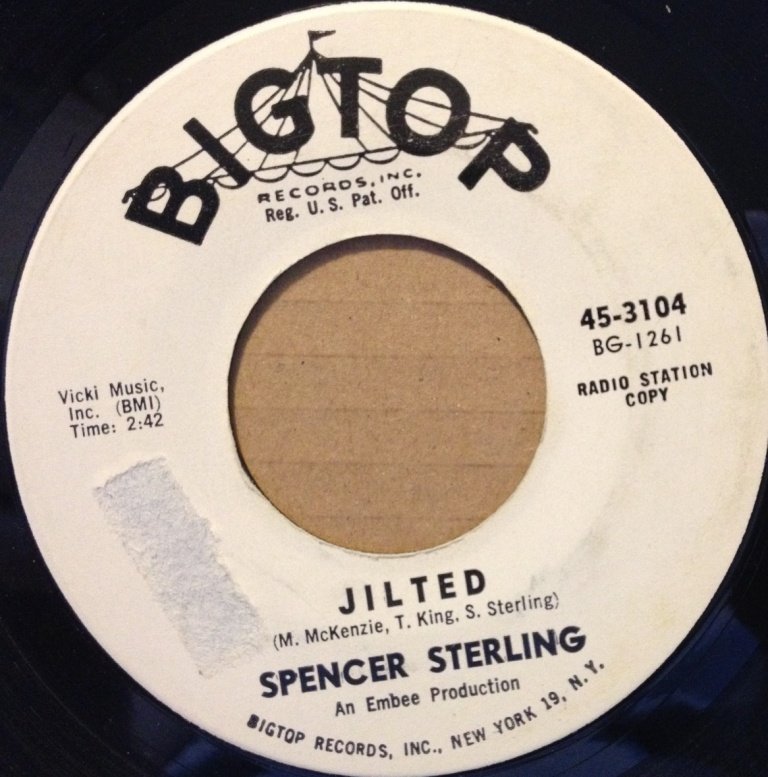 BIGTOP
RECORDS, INC.
Reg. U. S. Pat. Off.
45-3104
BG-1261
RADIO STATION
COPY
Vicki Music,
Inc. (BMI)
Time: 2:42
JILTED
(M. McKenzie, T. King, S. Sterling)
SPENCER STERLING
An Embee Production
BIGTOP RECORDS, INC., NEW YORK 19, N. Y.